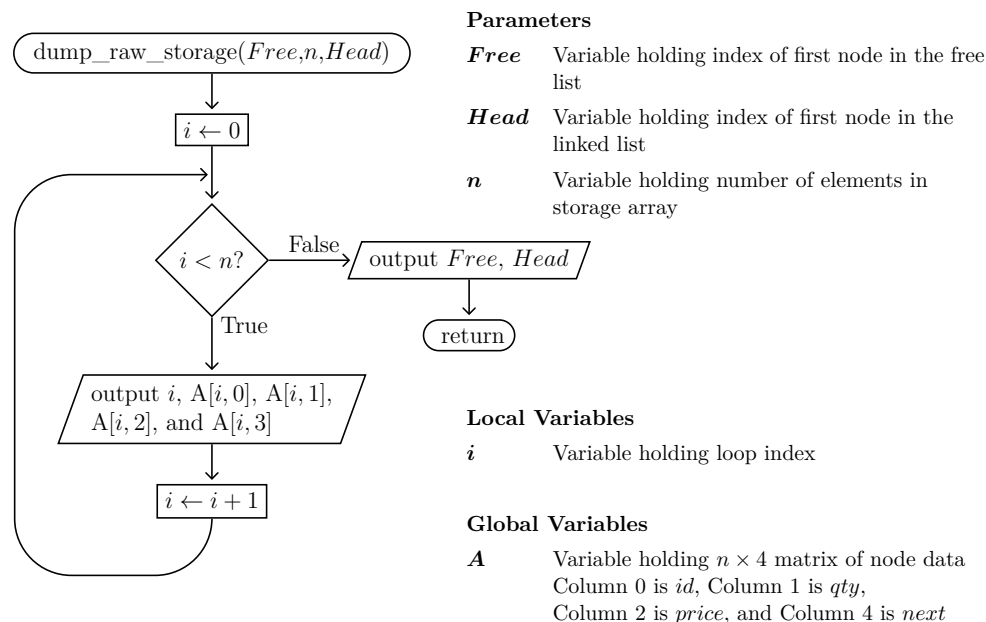 dump_raw_storage(Free,n,Head)
i ← 0
i < n?
False
output Free, Head
return
True
output i, A[i, 0], A[i, 1],
A[i, 2], and A[i, 3]
i ← i + 1
Parameters
Free Variable holding index of first node in the free
list
Head Variable holding index of first node in the
linked list
n Variable holding number of elements in
storage array
Local Variables
i Variable holding loop index
Global Variables
A Variable holding n × 4 matrix of node data
Column 0 is id, Column 1 is qty,
Column 2 is price, and Column 4 is next